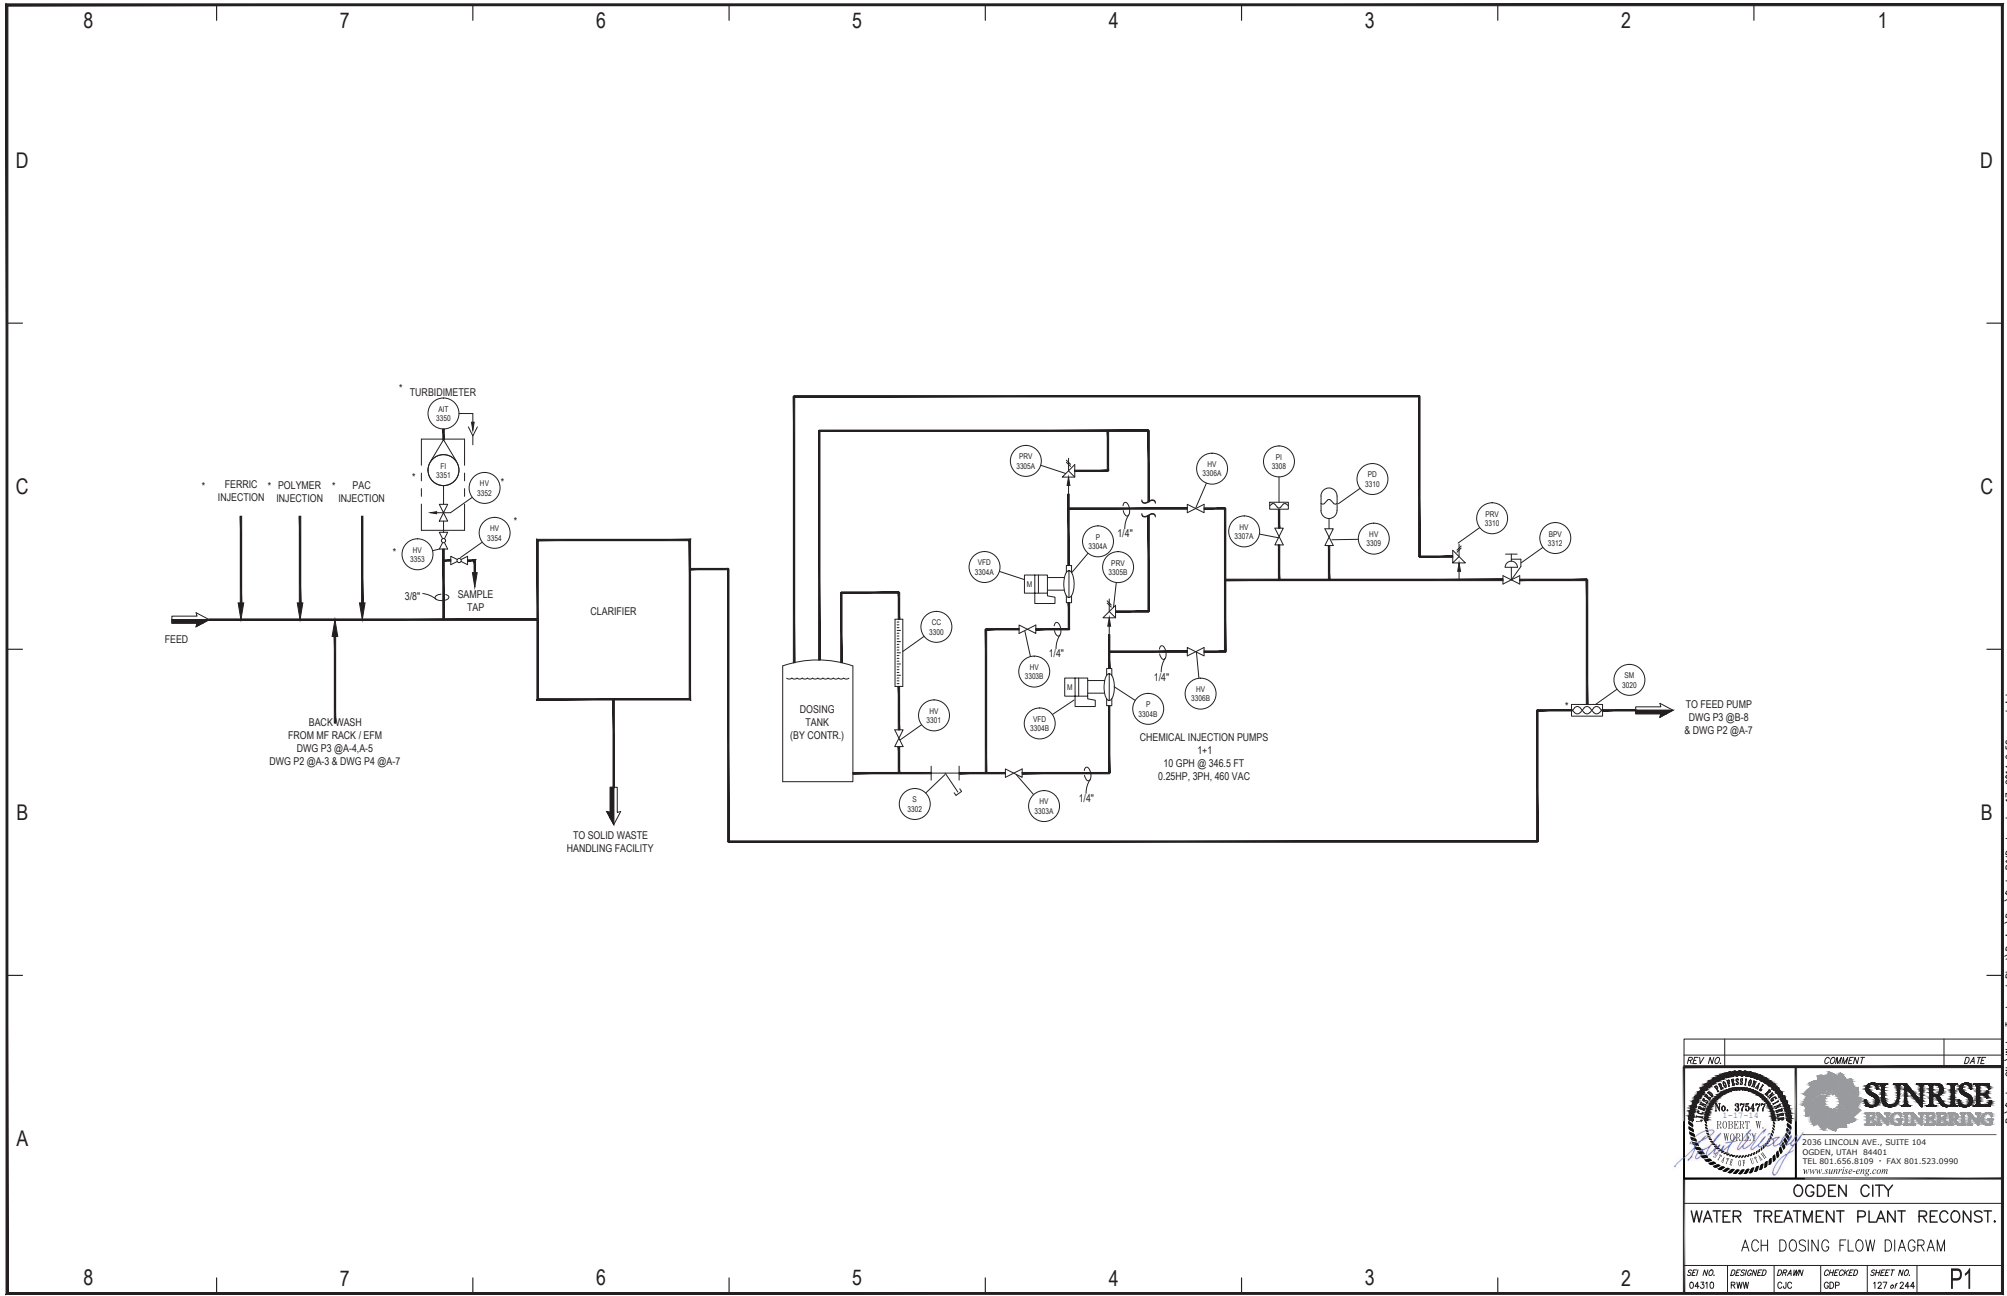 8 7 6 5 4 3 2 1
D D
* TURBIDIMETER
AIT
3350
FI
3351
*
HV
3352
*
HV
3354
*
HV
3353
*
3/8"
SAMPLE
TAP
C C
* FERRIC
INJECTION
* POLYMER
INJECTION
* PAC
INJECTION
FEED
BACK WASH
FROM MF RACK / EFM
DWG P3 @A-4,A-5
DWG P2 @A-3 & DWG P4 @A-7
CLARIFIER
TO SOLID WASTE
HANDLING FACILITY
DOSING
TANK
(BY CONTR.)
CC
3300
HV
3301
S
3302
HV
3303A
1/4"
HV
3303B
1/4"
VFD
3304A
M
P
3304A
PRV
3305A
1/4"
HV
3306A
PRV
3305B
1/4"
HV
3306B
VFD
3304B
M
P
3304B
CHEMICAL INJECTION PUMPS
1+1
10 GPH @ 346.5 FT
0.25HP, 3PH, 460 VAC
PI
3308
HV
3307A
PD
3310
HV
3309
PRV
3310
BPV
3312
SM
3020
*
TO FEED PUMP
DWG P3 @B-8
& DWG P2 @A-7
B B
A
REV NO. COMMENT DATE
LICENSED PROFESSIONAL ENGINEER
No. 375477
1-17-14
ROBERT W.
WORLEY
STATE OF UTAH
SUNRISE
ENGINEERING
2036 LINCOLN AVE., SUITE 104
OGDEN, UTAH 84401
TEL 801.656.8109 · FAX 801.523.0990
www.sunrise-eng.com
OGDEN CITY
WATER TREATMENT PLANT RECONST.
ACH DOSING FLOW DIAGRAM
SEI NO. DESIGNED DRAWN CHECKED SHEET NO.
04310 RWW CJC GDP 127 of 244 P1
8 7 6 5 4 3 2